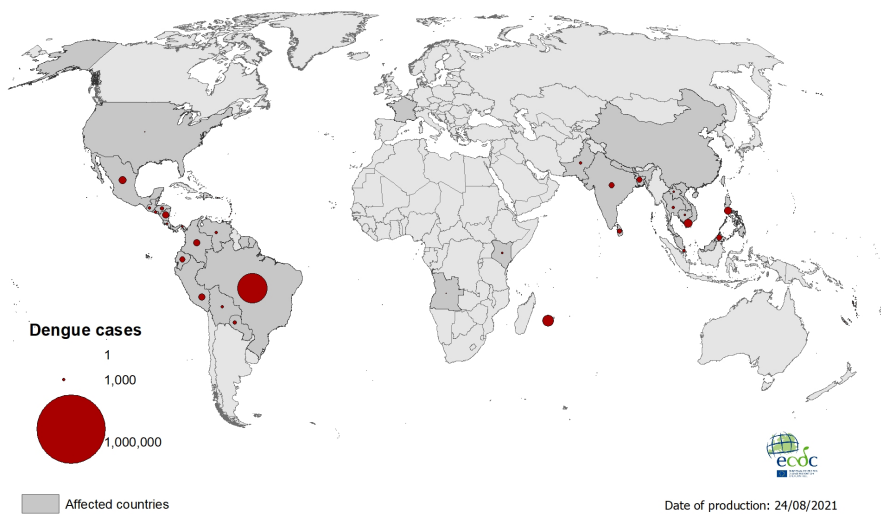 Dengue cases
1
1,000
1,000,000
ecdc
Affected countries
Date of production: 24/08/2021